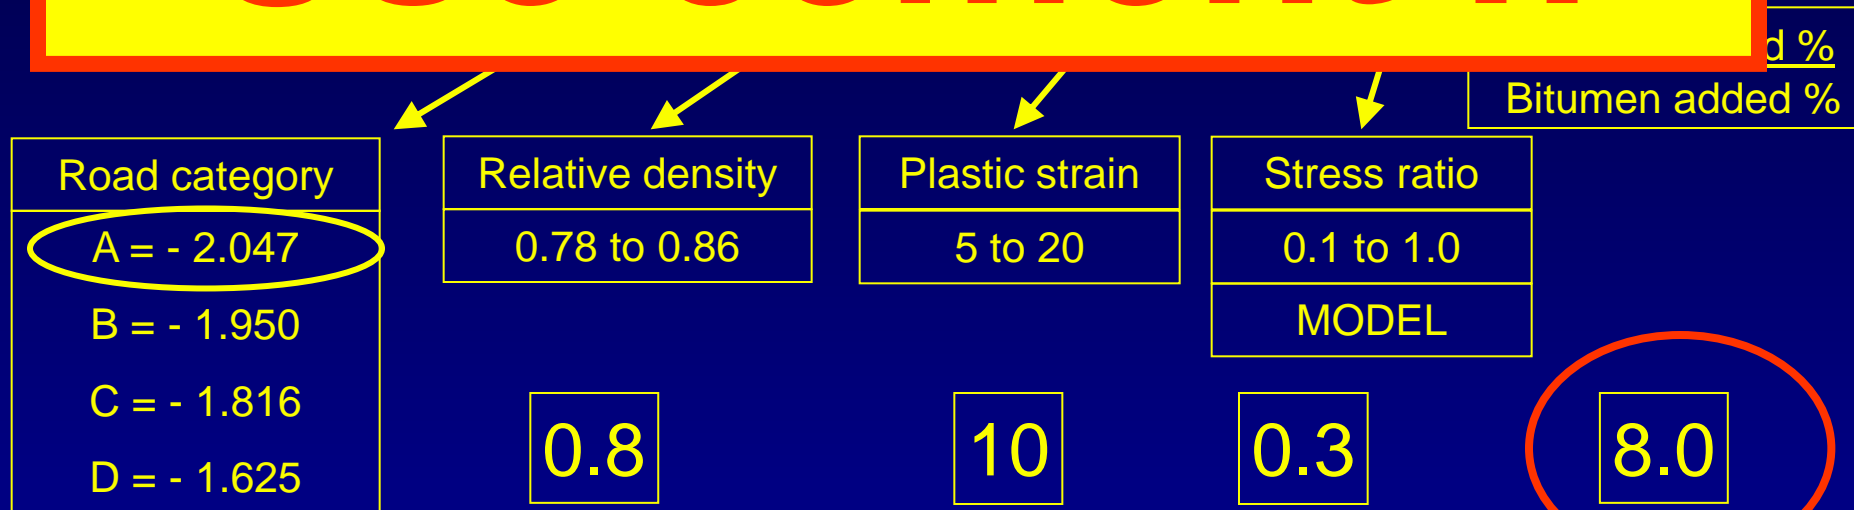 d %
Bitumen added %
Road category
A = - 2.047
B = - 1.950
C = - 1.816
D = - 1.625
Relative density
0.78 to 0.86
0.8
Plastic strain
5 to 20
10
Stress ratio
0.1 to 1.0
MODEL
0.3
8.0